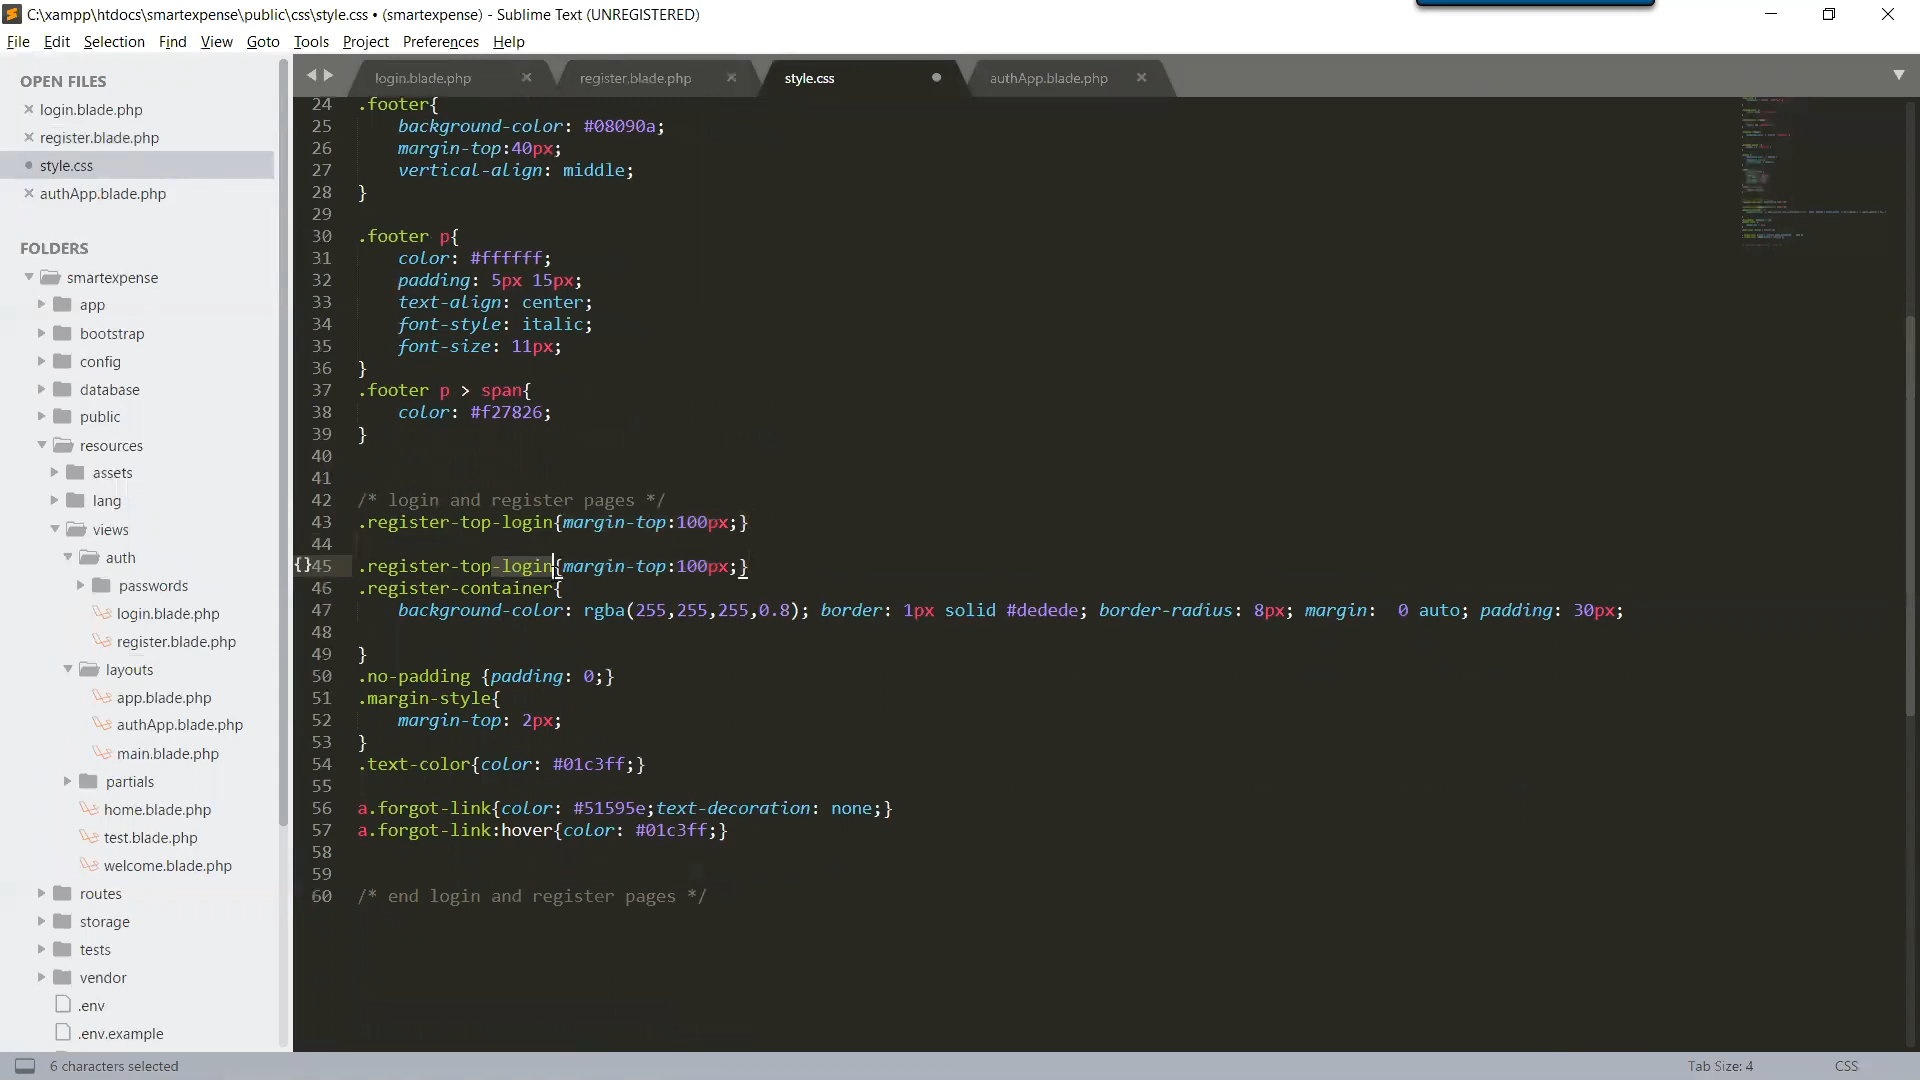 C:\xampp\htdocs\smartexpense\public\css\style.css • (smartexpense) - Sublime Text (UNREGISTERED)
File Edit Selection Find View Goto Tools Project Preferences Help
OPEN FILES
login.blade.php
register.blade.php
style.css
authApp.blade.php
FOLDERS
smartexpense
app
bootstrap
config
database
public
resources
assets
lang
views
auth
passwords
login.blade.php
register.blade.php
layouts
app.blade.php
authApp.blade.php
main.blade.php
partials
home.blade.php
test.blade.php
welcome.blade.php
routes
storage
tests
vendor
.env
.env.example
login.blade.php register.blade.php style.css authApp.blade.php
24 .footer{
25 background-color: #08090a;
26 margin-top:40px;
27 vertical-align: middle;
28 }
29
30 .footer p{
31 color: #ffffff;
32 padding: 5px 15px;
33 text-align: center;
34 font-style: italic;
35 font-size: 11px;
36 }
37 .footer p > span{
38 color: #f27826;
39 }
40
41
42 /* login and register pages */
43 .register-top-login{margin-top:100px;}
44
{}45 .register-top-login{margin-top:100px;}
46 .register-container{
47 background-color: rgba(255,255,255,0.8); border: 1px solid #dedede; border-radius: 8px; margin:  0 auto; padding: 30px;
48
49 }
50 .no-padding {padding: 0;}
51 .margin-style{
52 margin-top: 2px;
53 }
54 .text-color{color: #01c3ff;}
55
56 a.forgot-link{color: #51595e;text-decoration: none;}
57 a.forgot-link:hover{color: #01c3ff;}
58
59
60 /* end login and register pages */
6 characters selected Tab Size: 4 CSS